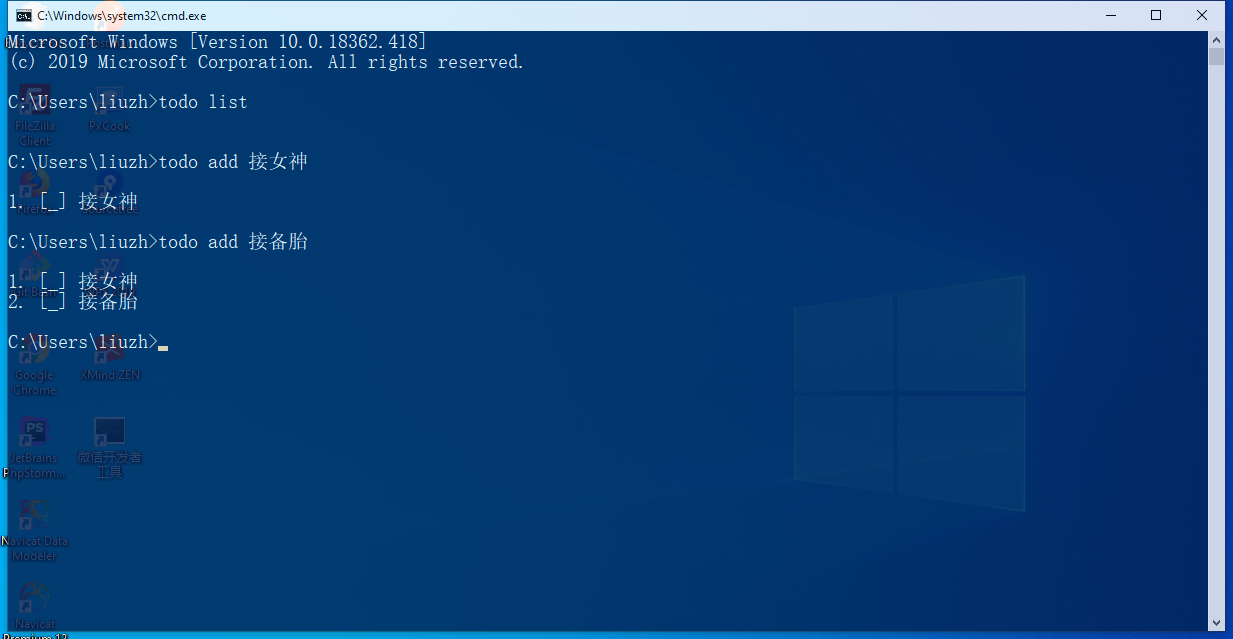 C:\Windows\system32\cmd.exe
Microsoft Windows [Version 10.0.18362.418]
(c) 2019 Microsoft Corporation. All rights reserved.
C:\Users\liuzh>todo list
FileZilla
Client
PxCook
C:\Users\liuzh>todo add 接女神
1. [_] 接女神
C:\Users\liuzh>todo add 接备胎
1. [_] 接女神
2. [_] 接备胎
C:\Users\liuzh>
Google
Chrome
XMind ZEN
JetBrains
PhpStorm...
微信开发者
工具
Navicat Data
Modeler
Navicat
Premium 12